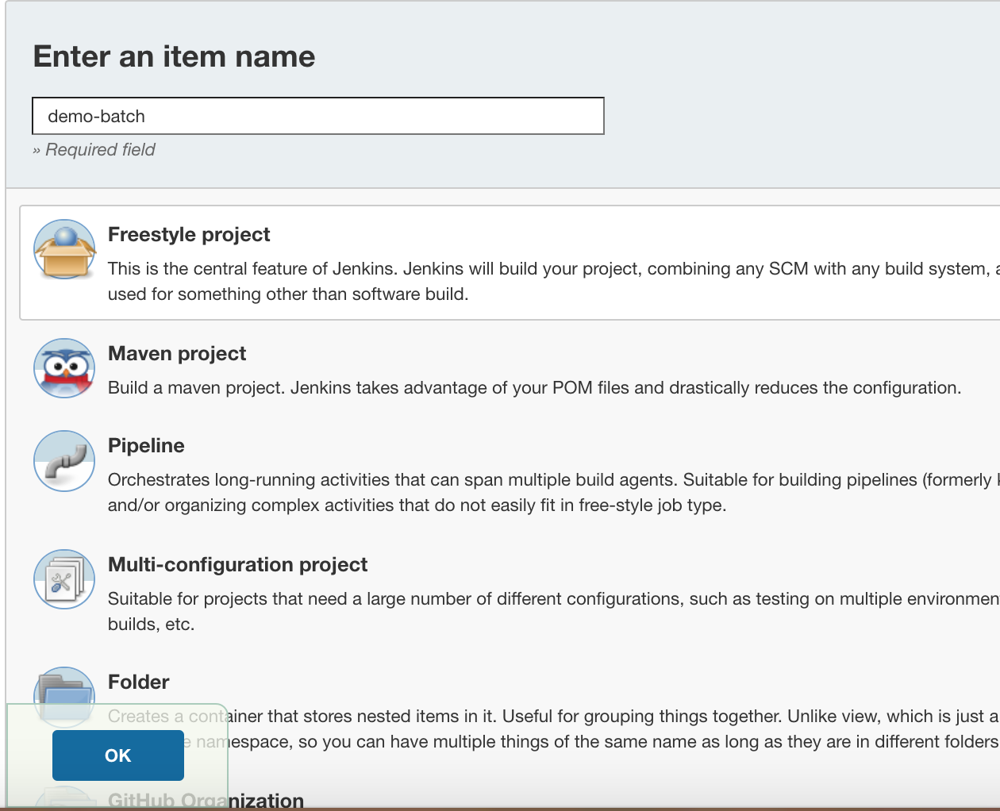 Enter an item name
demo-batch
» Required field
Freestyle project
This is the central feature of Jenkins. Jenkins will build your project, combining any SCM with any build system,
used for something other than software build.
Maven project
Build a maven project. Jenkins takes advantage of your POM files and drastically reduces the configuration.
Pipeline
Orchestrates long-running activities that can span multiple build agents. Suitable for building pipelines (formerly
and/or organizing complex activities that do not easily fit in free-style job type.
Multi-configuration project
Suitable for projects that need a large number of different configurations, such as testing on multiple environmen
builds, etc.
Folder
Creates a container that stores nested items in it. Useful for grouping things together. Unlike view, which is just a
namespace, so you can have multiple things of the same name as long as they are in different folders
OK
GitHub Organization